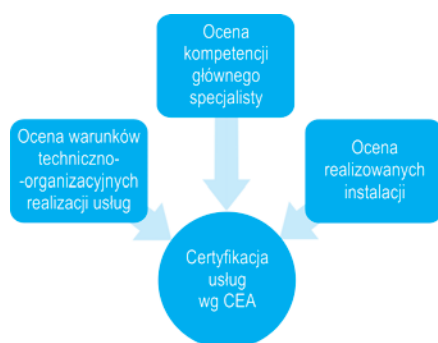 Ocena
kompetencji
głównego
specjalisty
Ocena warunków
techniczno-
-organizacyjnych
realizacji usług
Ocena
realizowanych
instalacji
Certyfikacja
usług
wg CEA